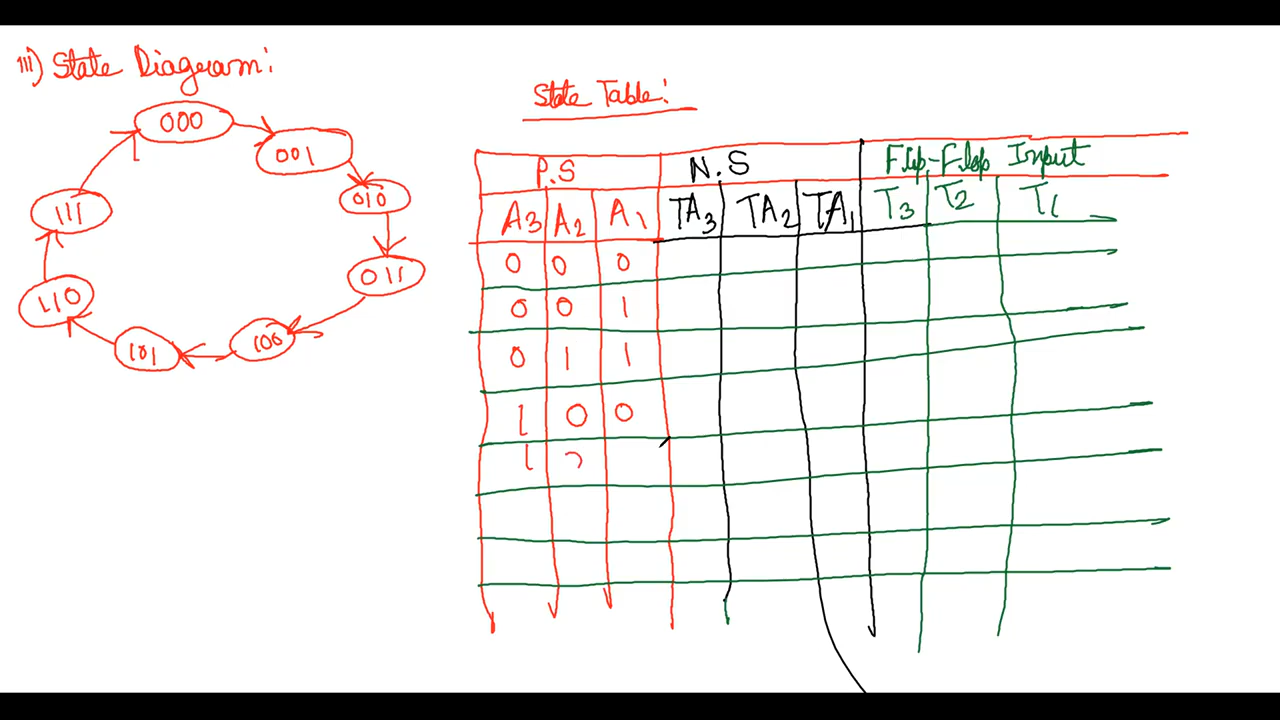 III) State Diagram:
000
001
010
011
100
101
110
111
State Table:
P.S N.S Flip-Flop Input
A3 A2 A1 TA3 TA2 TA1 T3 T2 T1
0 0 0
0 0 1
0 1 1
1 0 0
1